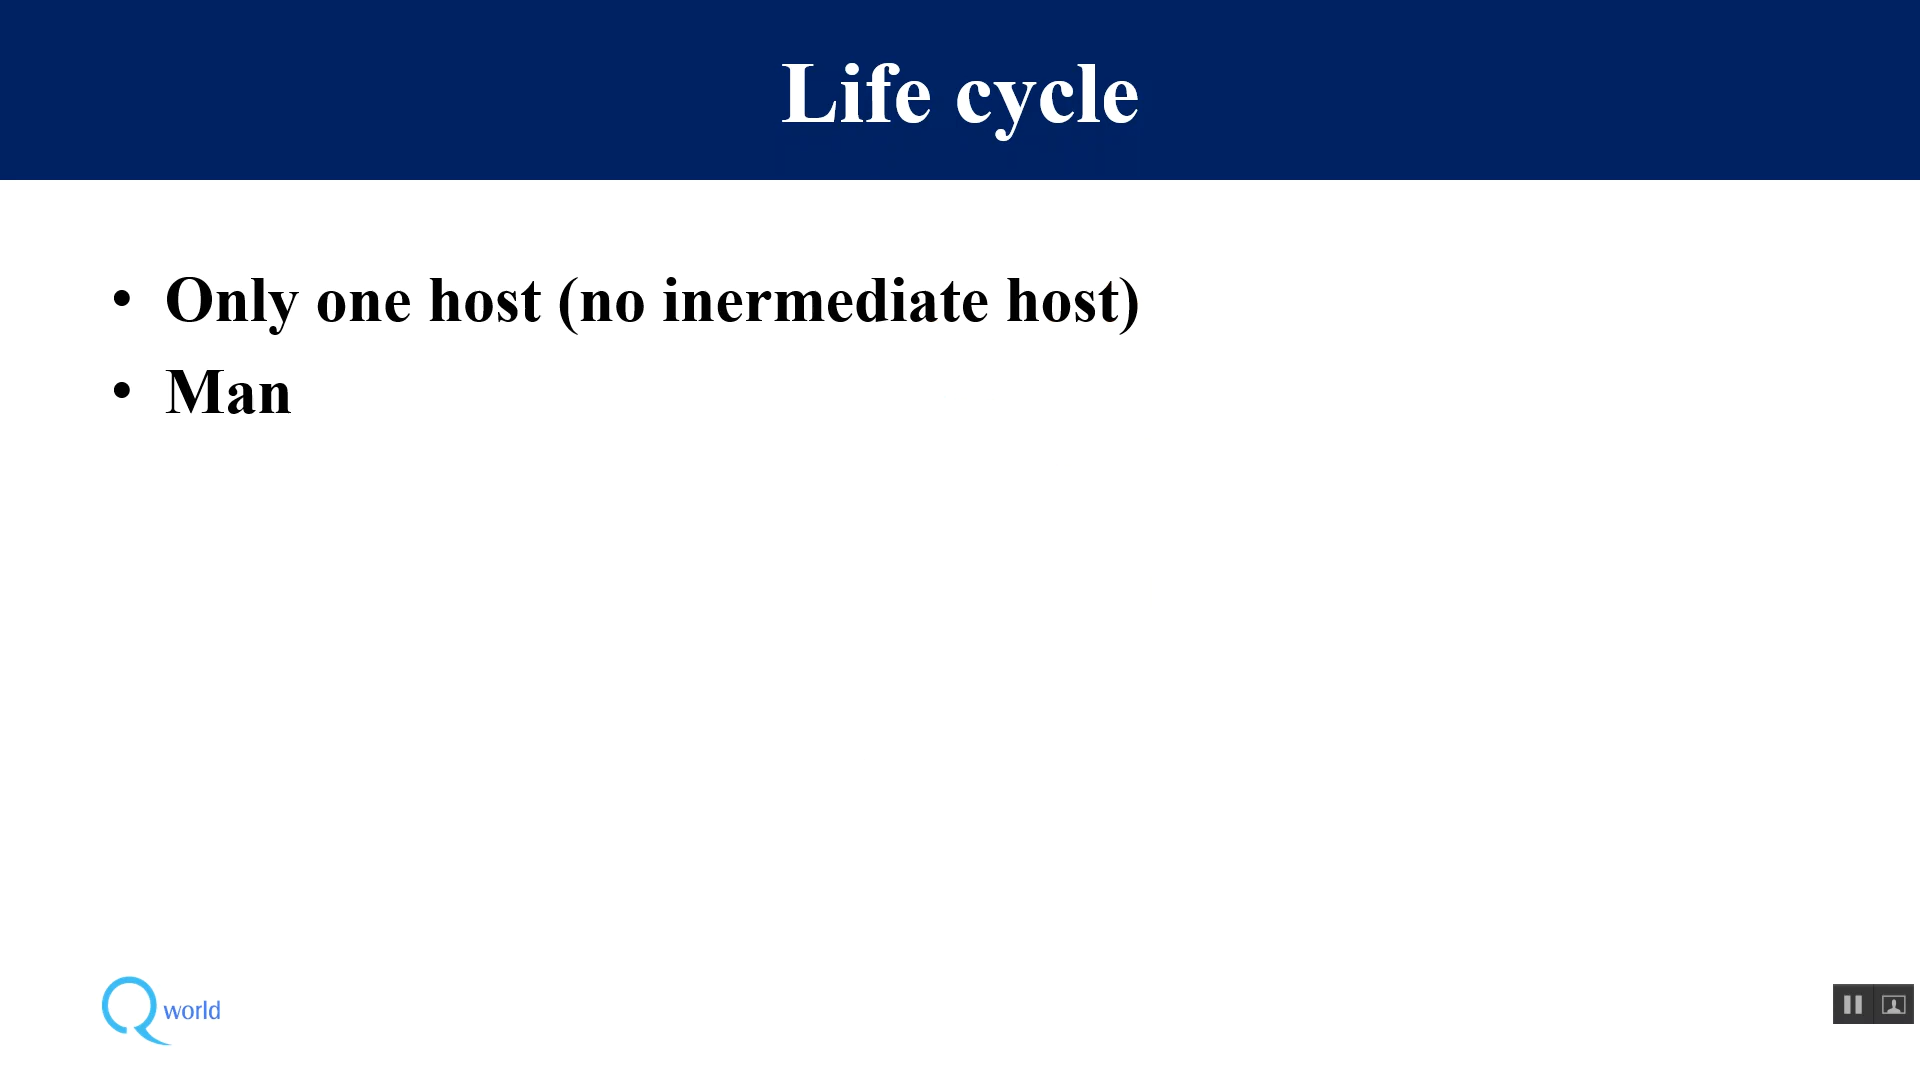 Life cycle
• Only one host (no inermediate host)
• Man
Q world